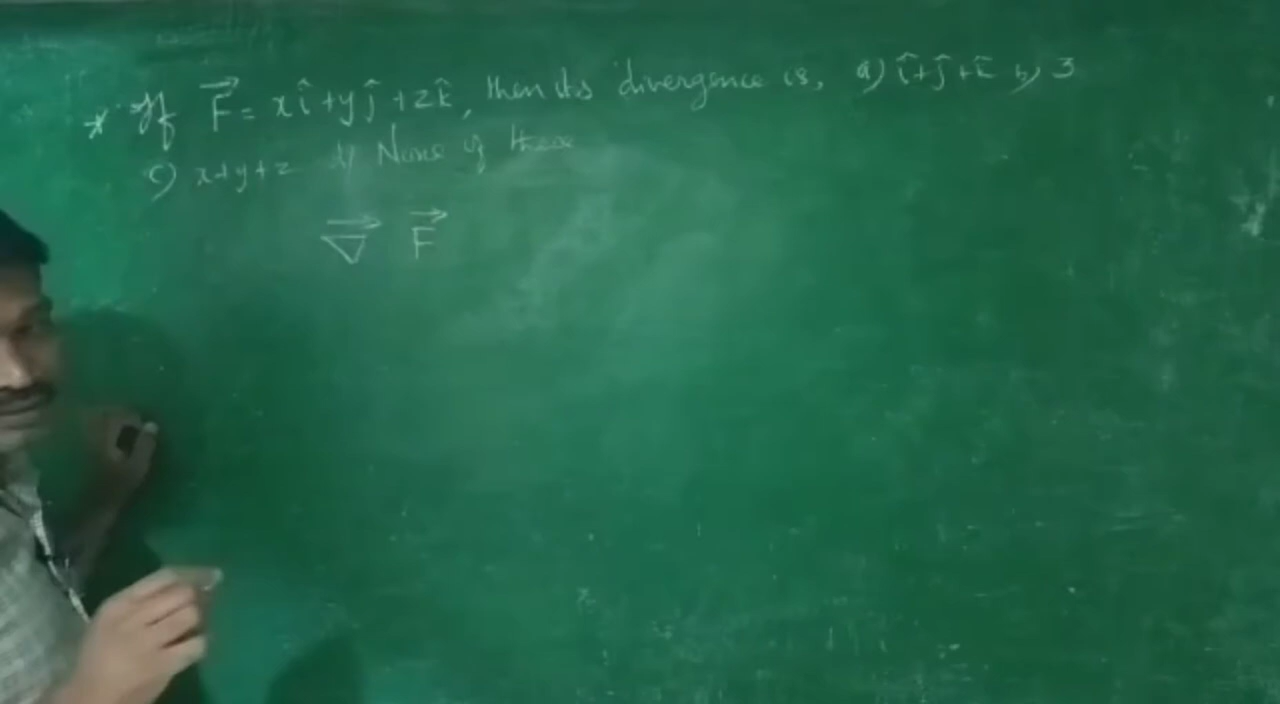 * If F⃗ = xî + yĵ + zk̂, then its divergence is, a) î+ĵ+k̂ b) 3
c) x+y+z d) None of these
∇⃗ F⃗